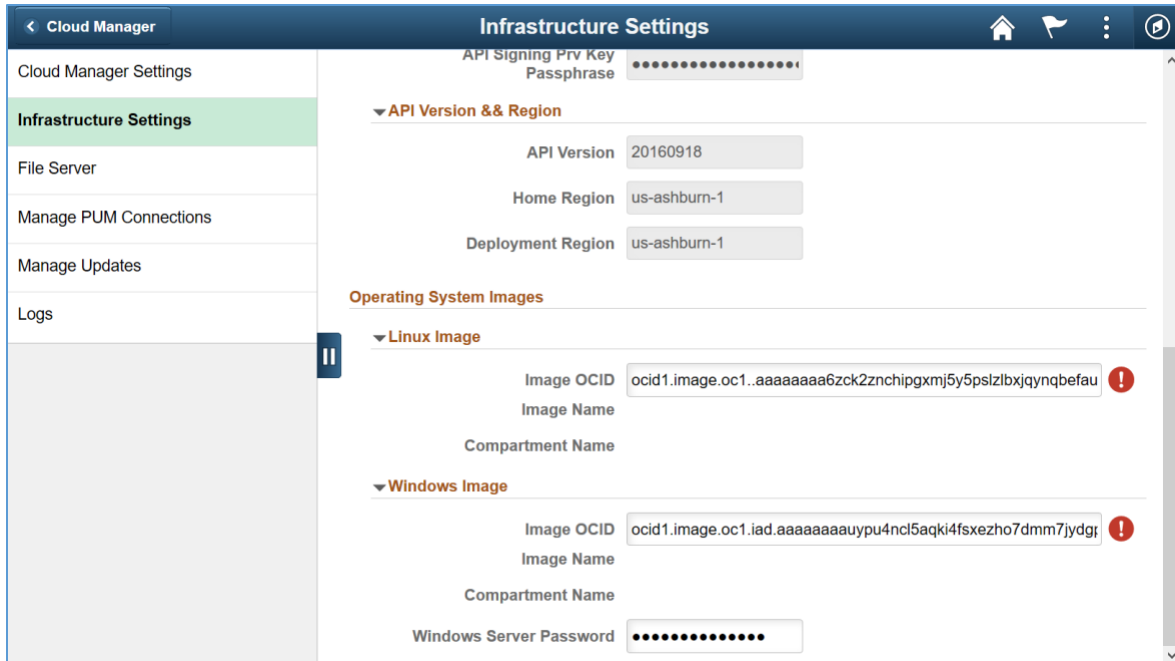 Cloud Manager
Infrastructure Settings
Cloud Manager Settings
Infrastructure Settings
File Server
Manage PUM Connections
Manage Updates
Logs
API Signing Prv Key
Passphrase ••••••••••••••••••
API Version && Region
API Version 20160918
Home Region us-ashburn-1
Deployment Region us-ashburn-1
Operating System Images
Linux Image
Image OCID ocid1.image.oc1..aaaaaaaa6zck2znchipgxmj5y5pslzlbxjqynqbefau
Image Name
Compartment Name
Windows Image
Image OCID ocid1.image.oc1.iad.aaaaaaaauypu4ncl5aqki4fsxezho7dmm7jydgp
Image Name
Compartment Name
Windows Server Password ••••••••••••••